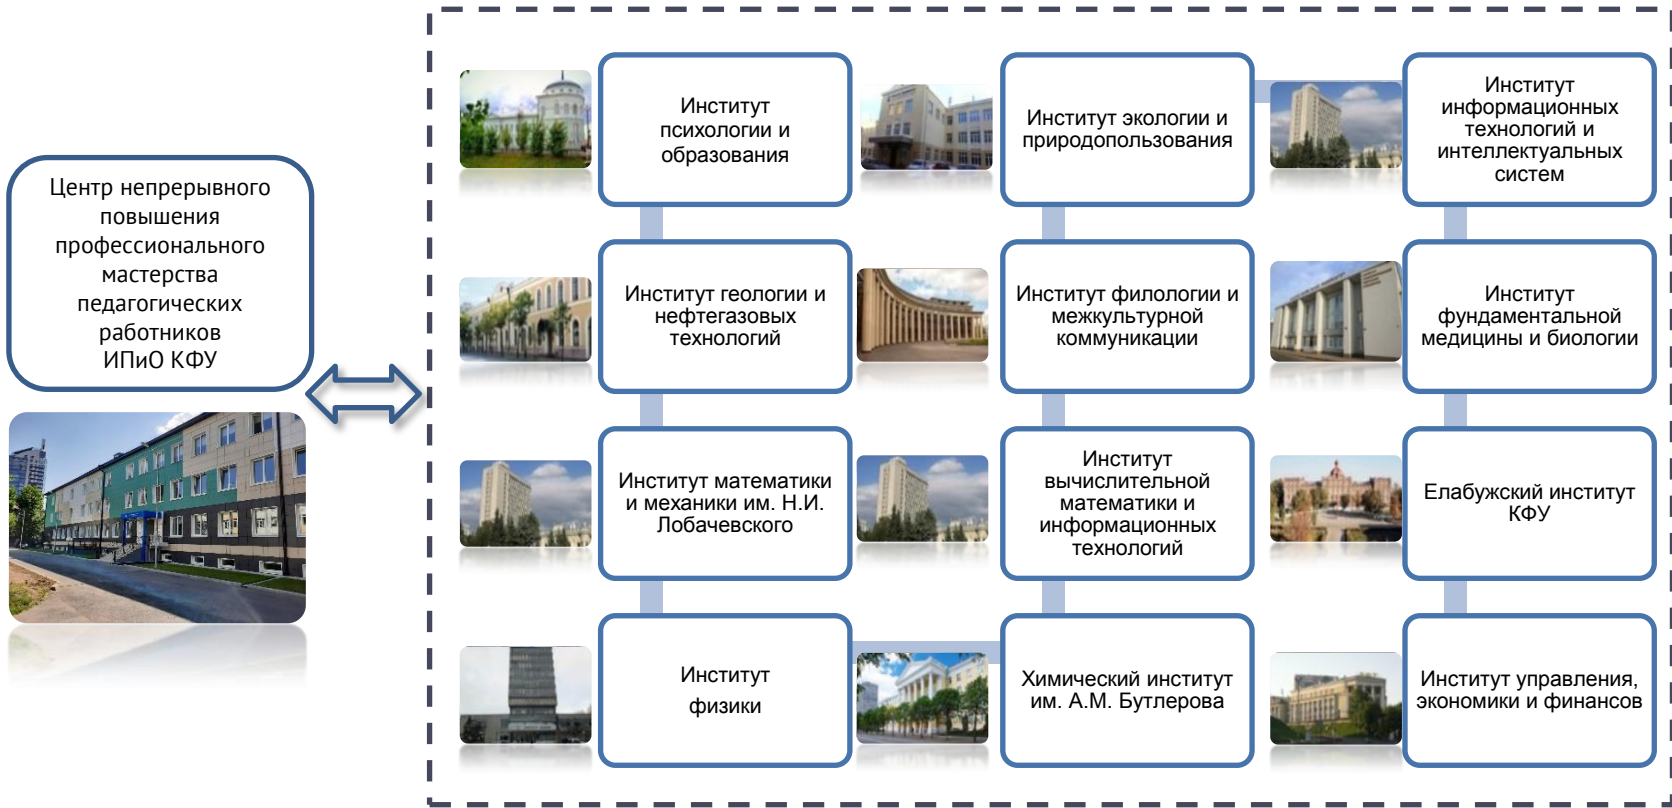 Центр непрерывного
повышения
профессионального
мастерства
педагогических
работников
ИПиО КФУ
Институт
психологии и
образования
Институт экологии и
природопользования
Институт
информационных
технологий и
интеллектуальных
систем
Институт геологии и
нефтегазовых
технологий
Институт филологии и
межкультурной
коммуникации
Институт
фундаментальной
медицины и биологии
Институт математики
и механики им. Н.И.
Лобачевского
Институт
вычислительной
математики и
информационных
технологий
Елабужский институт
КФУ
Институт
физики
Химический институт
им. А.М. Бутлерова
Институт управления,
экономики и финансов